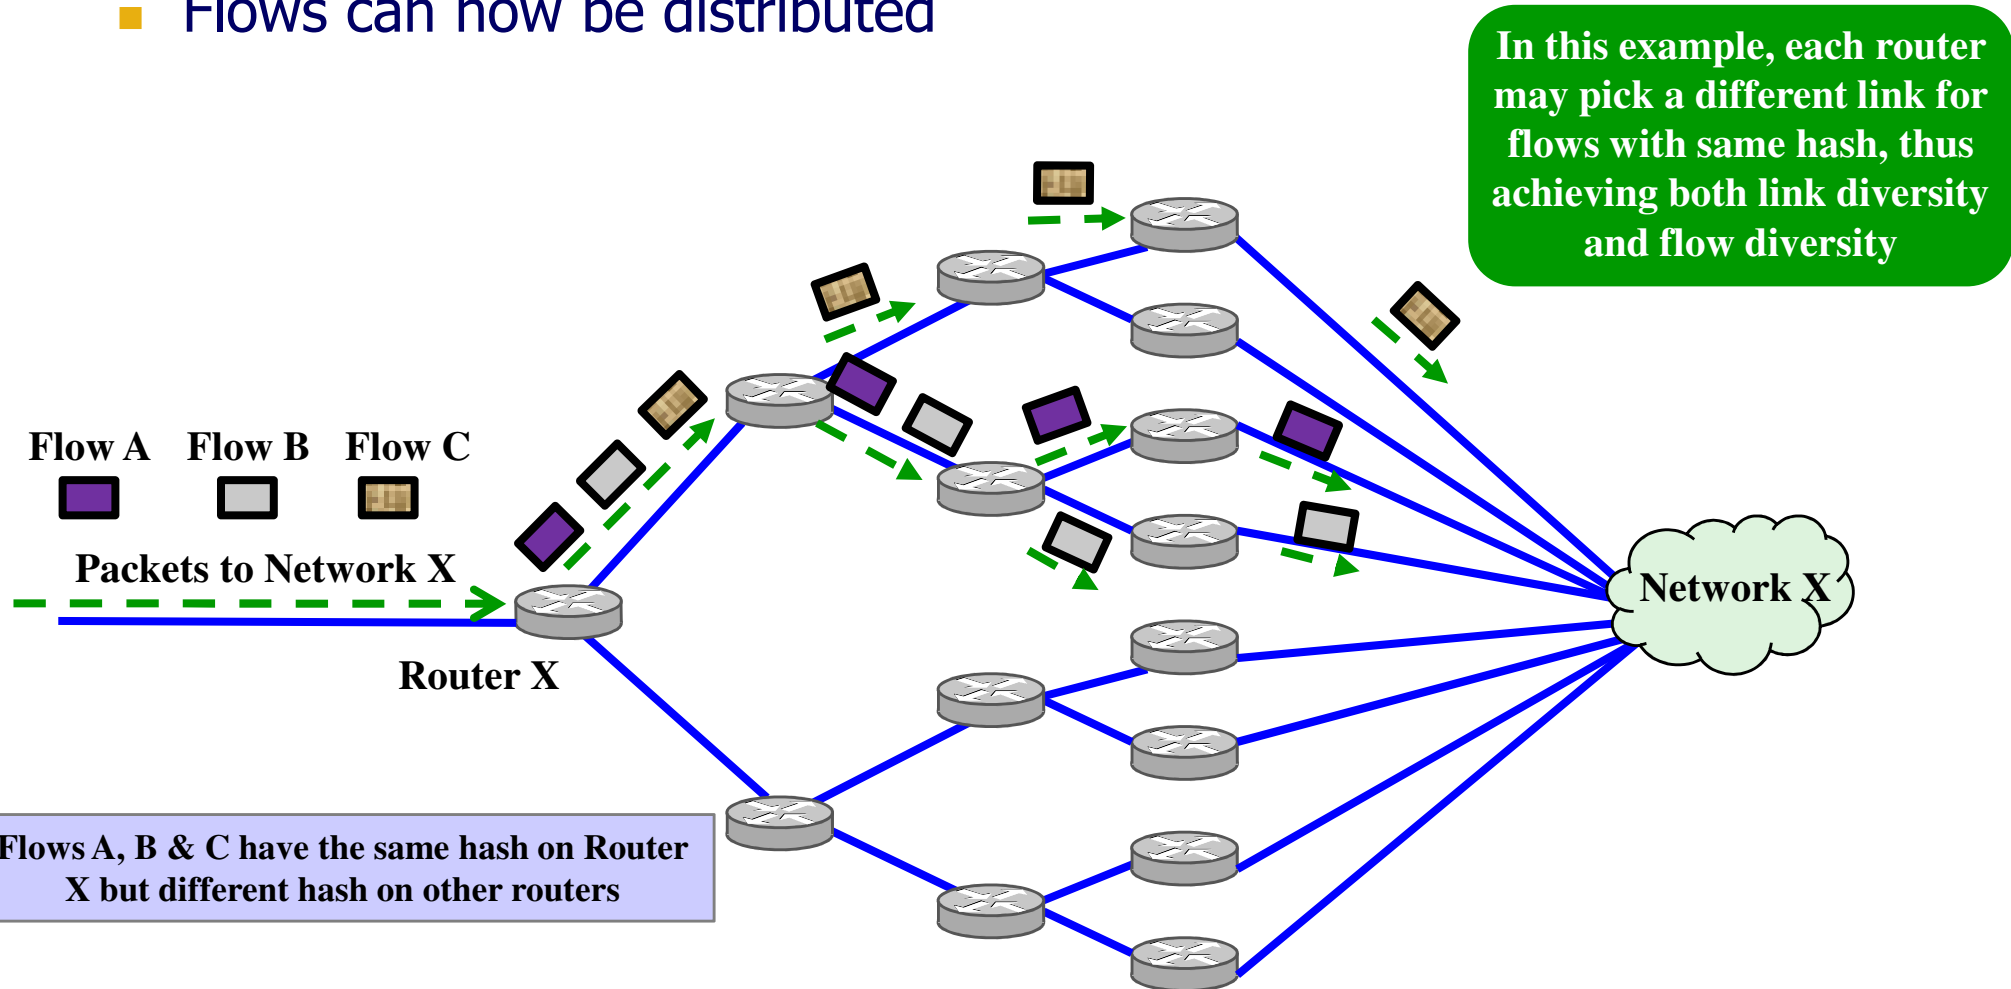 Flows can now be distributed
In this example, each router
may pick a different link for
flows with same hash, thus
achieving both link diversity
and flow diversity
Flow A Flow B Flow C
Packets to Network X
Router X
Network X
Flows A, B & C have the same hash on Router
X but different hash on other routers